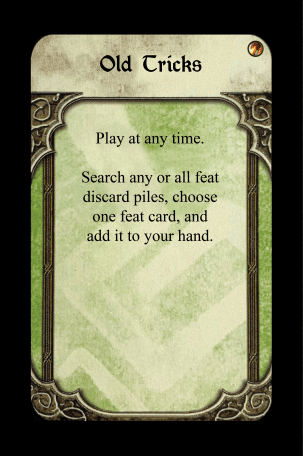 Old Tricks
Play at any time.
Search any or all feat
discard piles, choose
one feat card, and
add it to your hand.